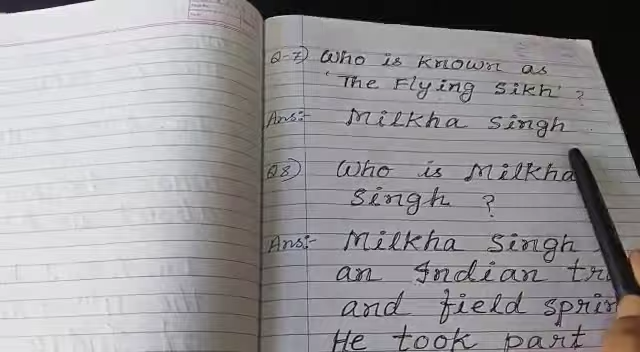 Q-7) Who is known as
'The Flying Sikh' ?
Ans:- Milkha Singh
Q8) Who is Milkha
Singh ?
Ans:- Milkha Singh
an Indian
and field
He took part